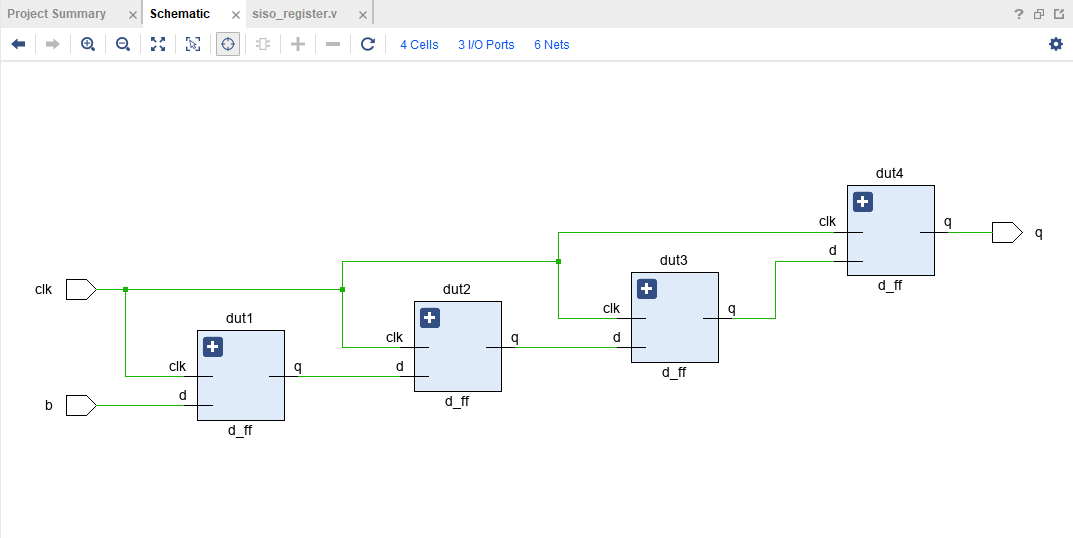 Project Summary × Schematic × siso_register.v × ?
4 Cells 3 I/O Ports 6 Nets
dut4
clk q
q
d
dut3
d_ff
clk
dut2
clk q
d
dut1
clk q
d
d_ff
clk q
d
d_ff
b
d_ff